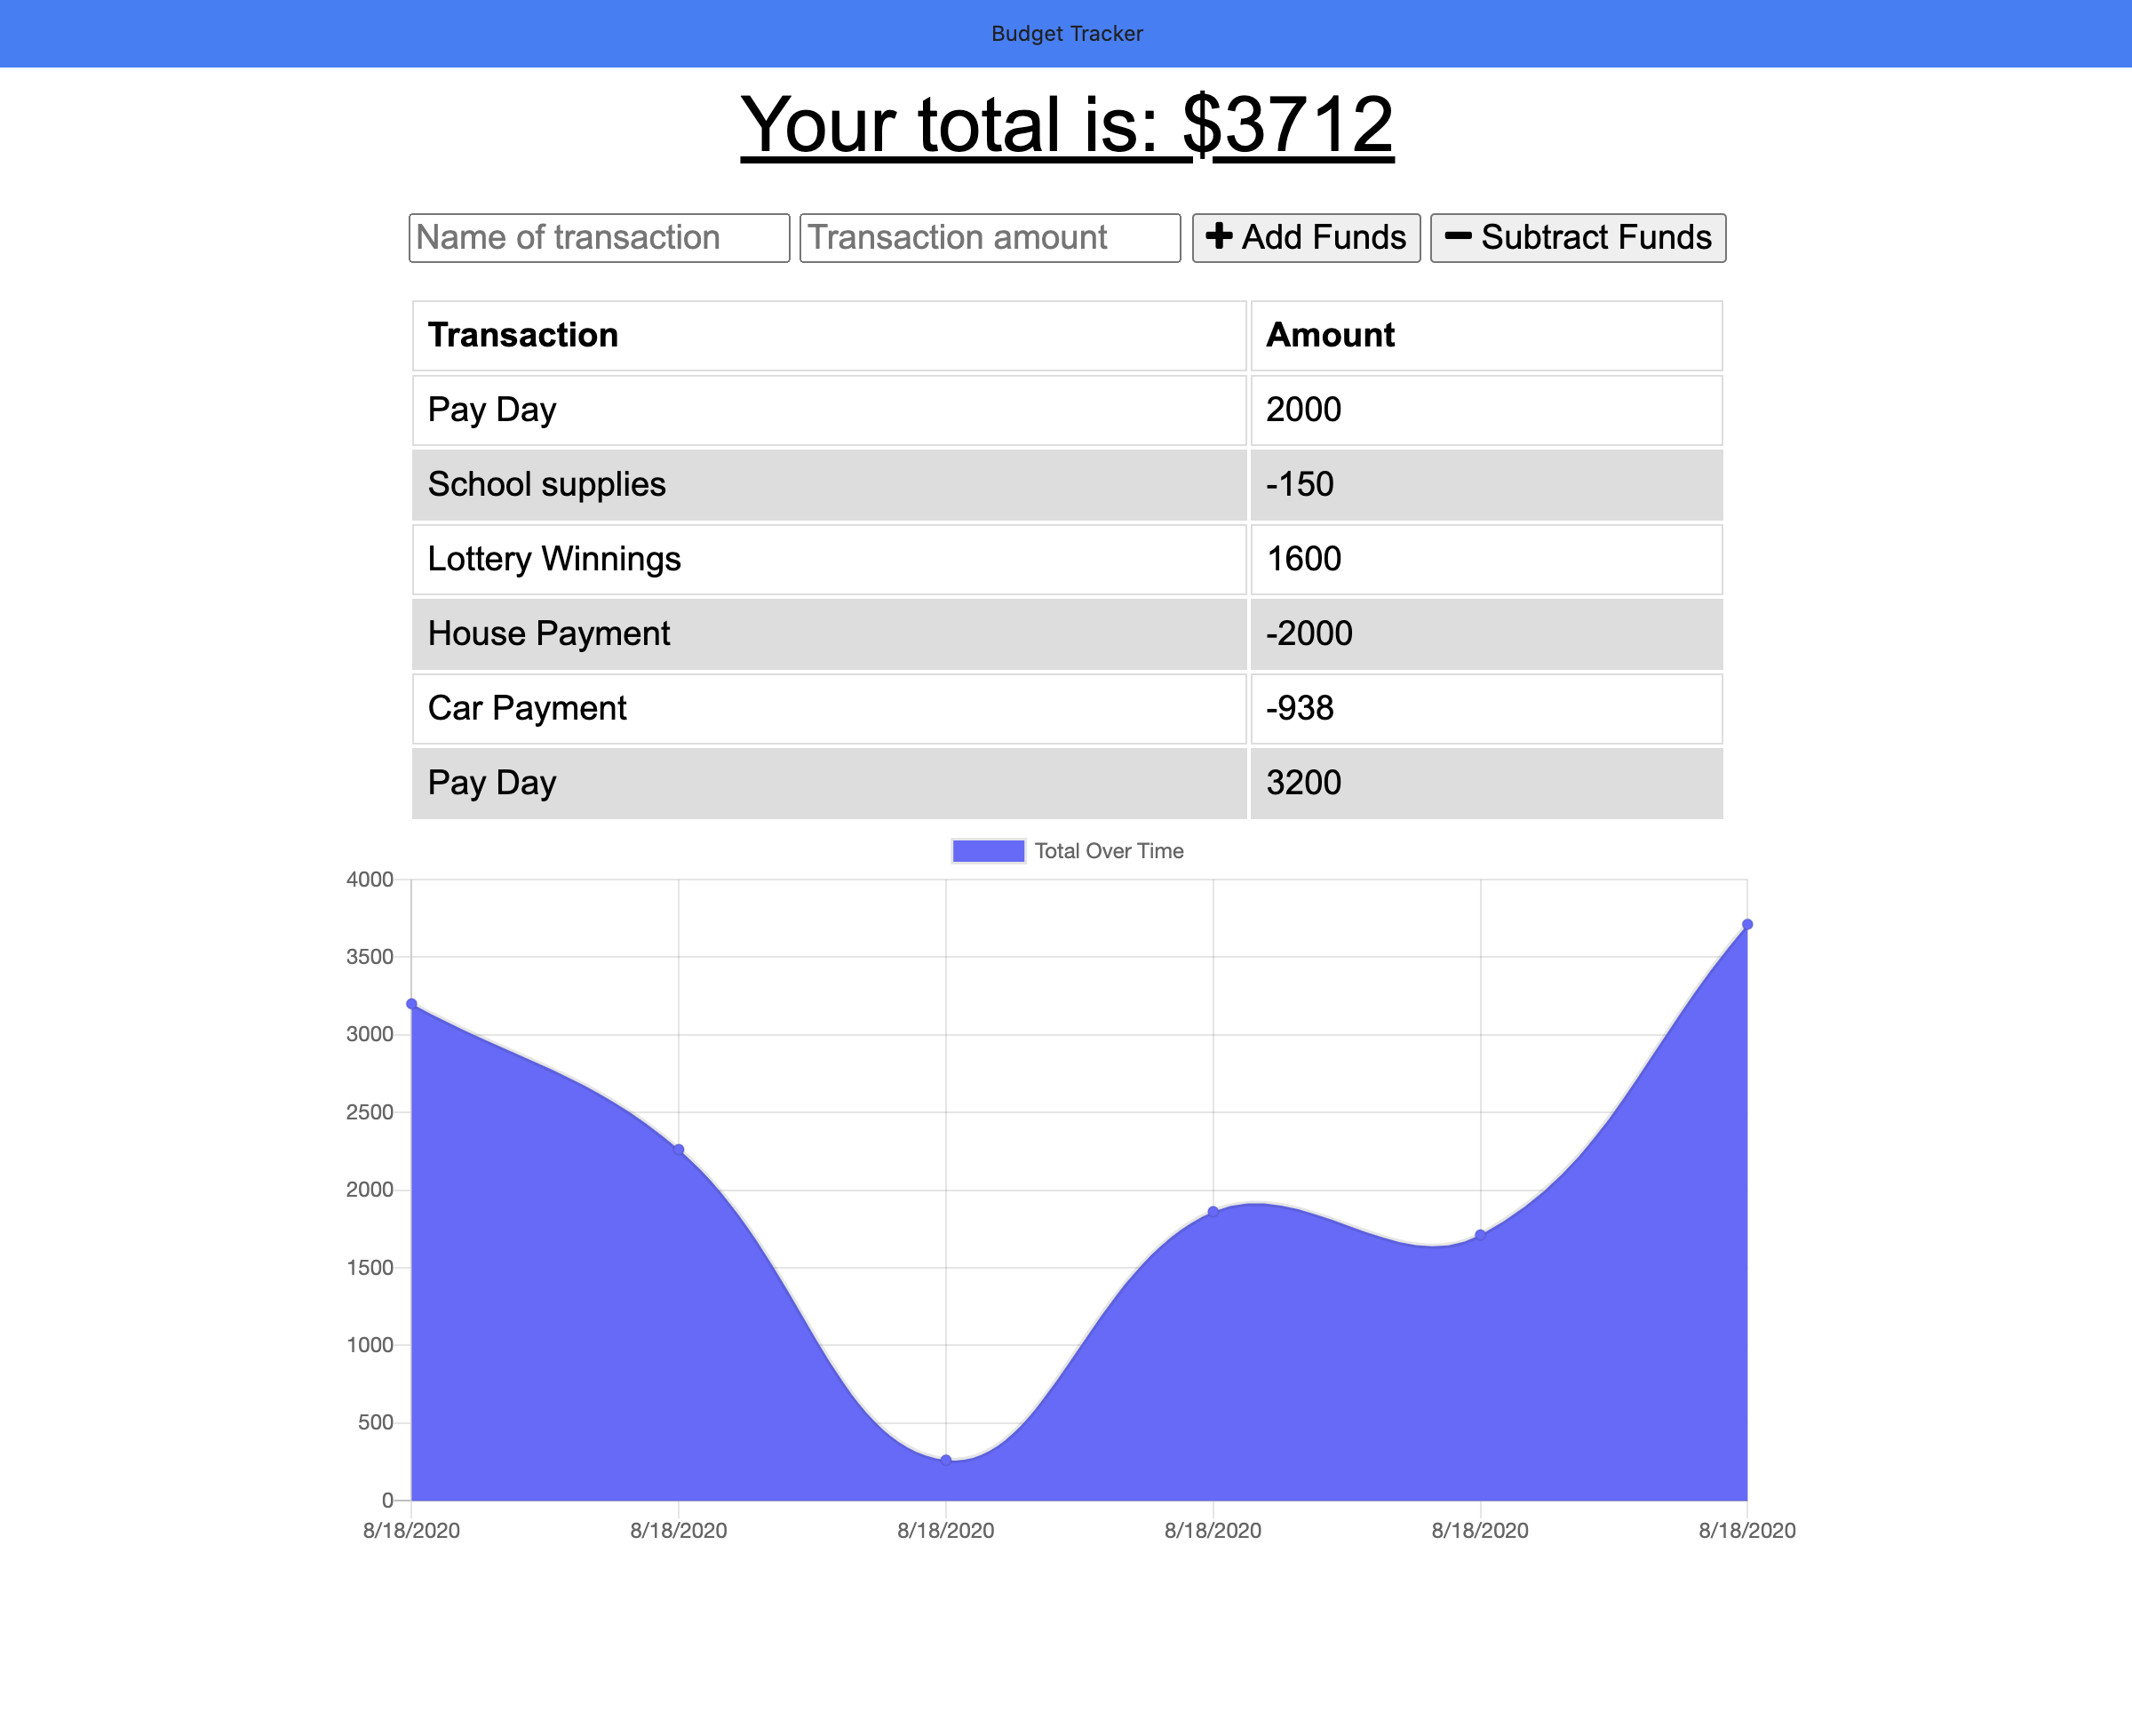 Budget Tracker
Your total is: $3712
Name of transaction Transaction amount Add Funds Subtract Funds
Transaction Amount
Pay Day 2000
School supplies -150
Lottery Winnings 1600
House Payment -2000
Car Payment -938
Pay Day 3200
Total Over Time
4000
3500
3000
2500
2000
1500
1000
500
0
8/18/2020 8/18/2020 8/18/2020 8/18/2020 8/18/2020 8/18/2020